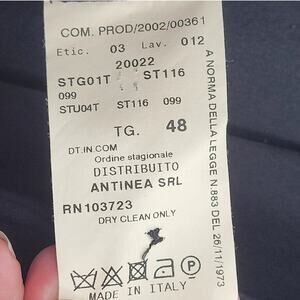 COM. PROD/2002/00361
Etic. 03 Lav. 012
20022
STG01T ST116
099
STU04T ST116 099
TG. 48
DT.IN.COM
Ordine stagionale
DISTRIBUITO
ANTINEA SRL
RN103723
DRY CLEAN ONLY
P
MADE IN ITALY
A NORMA DELLA LEGGE N.883 DEL 26/11/1973